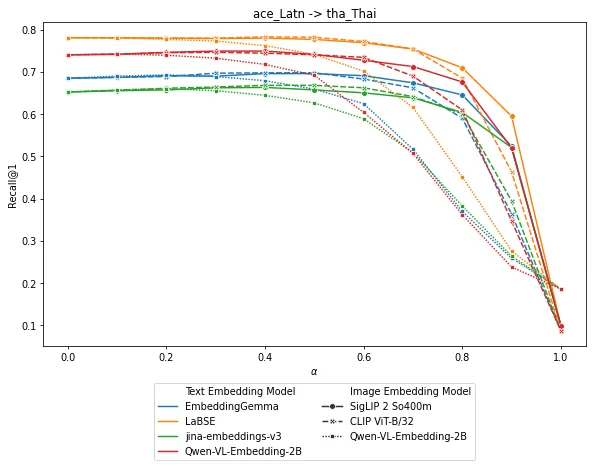 ace_Latn -> tha_Thai
Recall@1
0.8
0.7
0.6
0.5
0.4
0.3
0.2
0.1
0.0 0.2 0.4 0.6 0.8 1.0
α
Text Embedding Model Image Embedding Model
EmbeddingGemma SigLIP 2 So400m
LaBSE CLIP ViT-B/32
jina-embeddings-v3 Qwen-VL-Embedding-2B
Qwen-VL-Embedding-2B